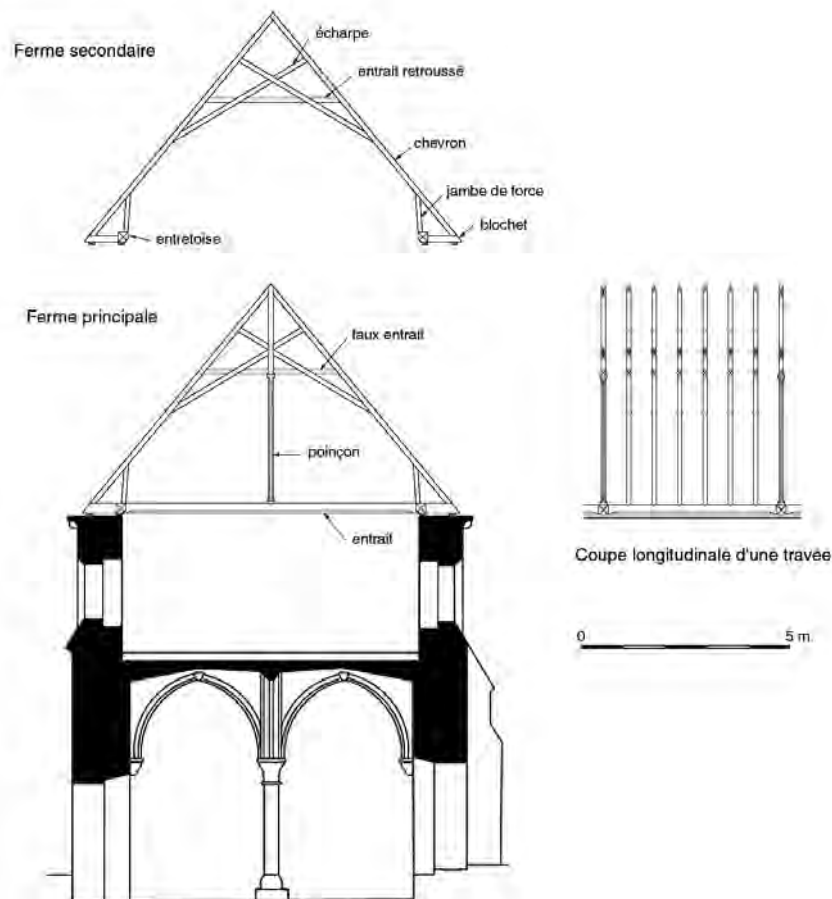 Ferme secondaire
écharpe
entrait retroussé
chevron
jambe de force
blochet
entretoise
Ferme principale
faux entrait
poinçon
entrait
Coupe longitudinale d'une travée
0 5 m.